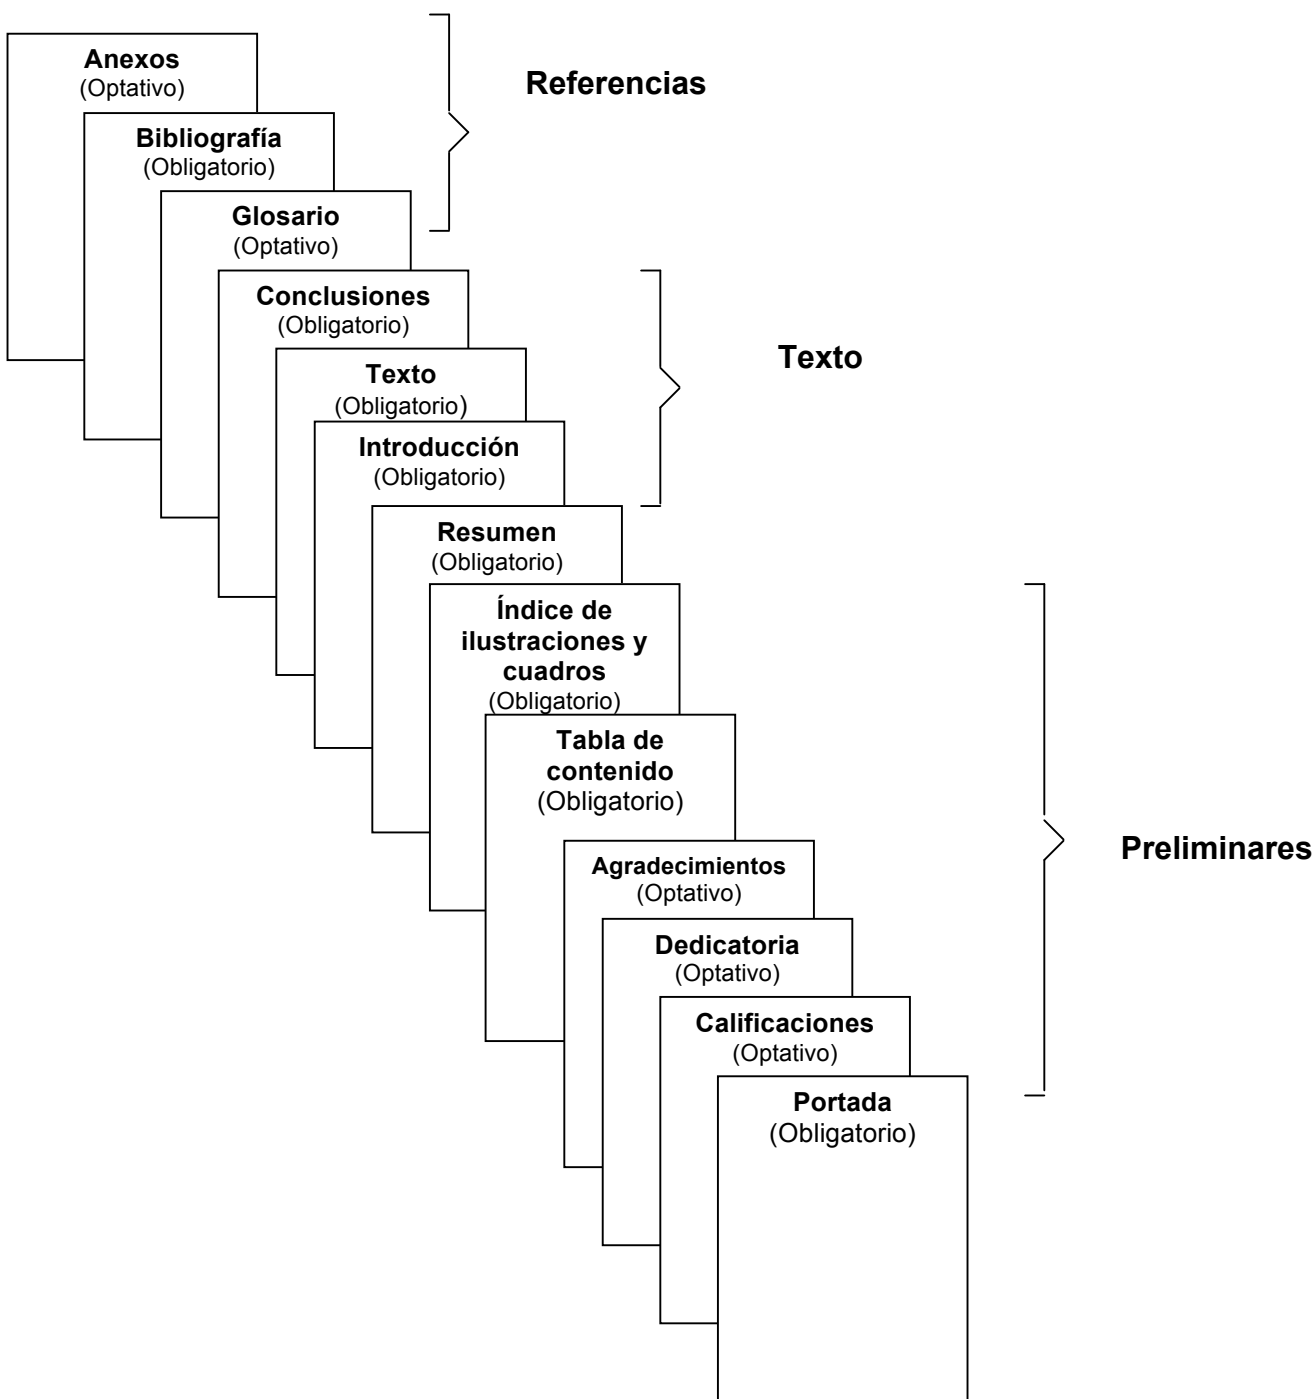 Anexos
(Optativo)
Referencias
Bibliografía
(Obligatorio)
Glosario
(Optativo)
Conclusiones
(Obligatorio)
Texto
Texto
(Obligatorio)
Introducción
(Obligatorio)
Resumen
(Obligatorio)
Índice de
ilustraciones y
cuadros
(Obligatorio)
Tabla de
contenido
(Obligatorio)
Preliminares
Agradecimientos
(Optativo)
Dedicatoria
(Optativo)
Calificaciones
(Optativo)
Portada
(Obligatorio)